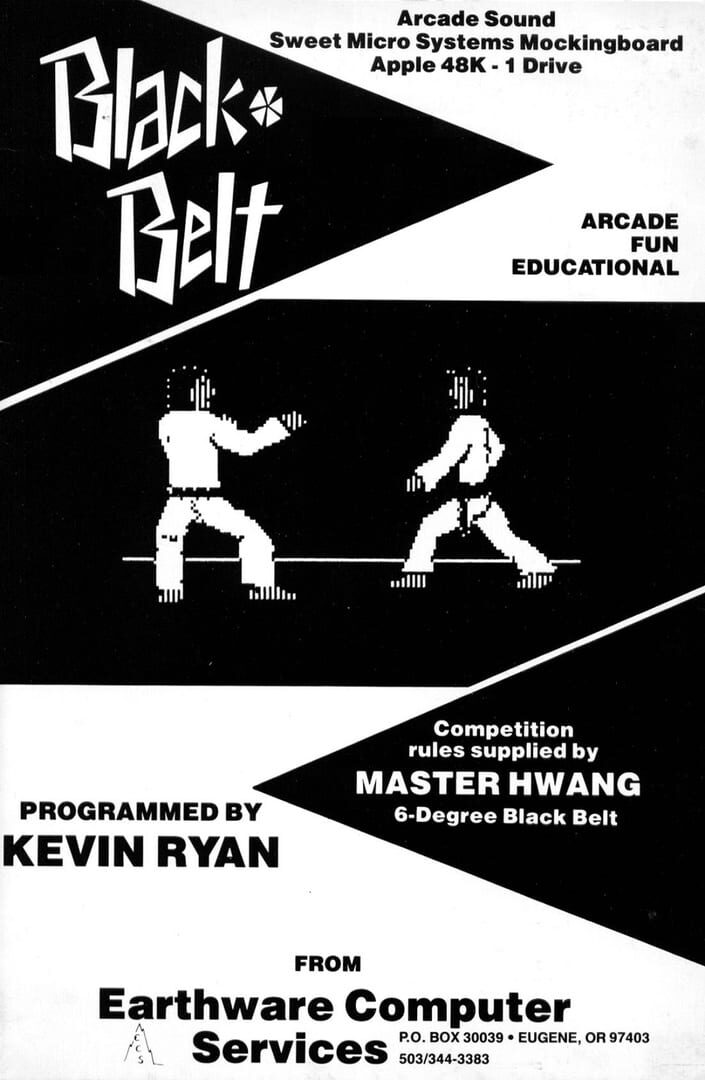 Black
Belt
Arcade Sound
Sweet Micro Systems Mockingboard
Apple 48K - 1 Drive
ARCADE
FUN
EDUCATIONAL
Competition
rules supplied by
MASTER HWANG
6-Degree Black Belt
PROGRAMMED BY
KEVIN RYAN
FROM
Earthware Computer
Services
P.O. BOX 30039 • EUGENE, OR 97403
503/344-3383
ECS